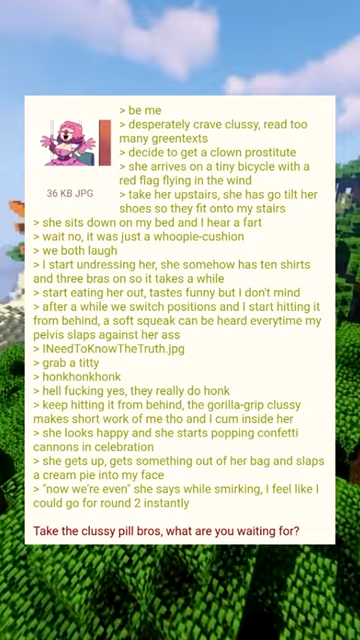 > be me
> desperately crave clussy, read too
many greentexts
> decide to get a clown prostitute
> she arrives on a tiny bicycle with a
red flag flying in the wind
> take her upstairs, she has go tilt her
shoes so they fit onto my stairs
36 KB JPG
> she sits down on my bed and I hear a fart
> wait no, it was just a whoopie-cushion
> we both laugh
> I start undressing her, she somehow has ten shirts
and three bras on so it takes a while
> start eating her out, tastes funny but I don't mind
> after a while we switch positions and I start hitting it
from behind, a soft squeak can be heard everytime my
pelvis slaps against her ass
> INeedToKnowTheTruth.jpg
> grab a titty
> honkhonkhonk
> hell fucking yes, they really do honk
> keep hitting it from behind, the gorilla-grip clussy
makes short work of me tho and I cum inside her
> she looks happy and she starts popping confetti
cannons in celebration
> she gets up, gets something out of her bag and slaps
a cream pie into my face
> "now we're even" she says while smirking, I feel like I
could go for round 2 instantly
Take the clussy pill bros, what are you waiting for?